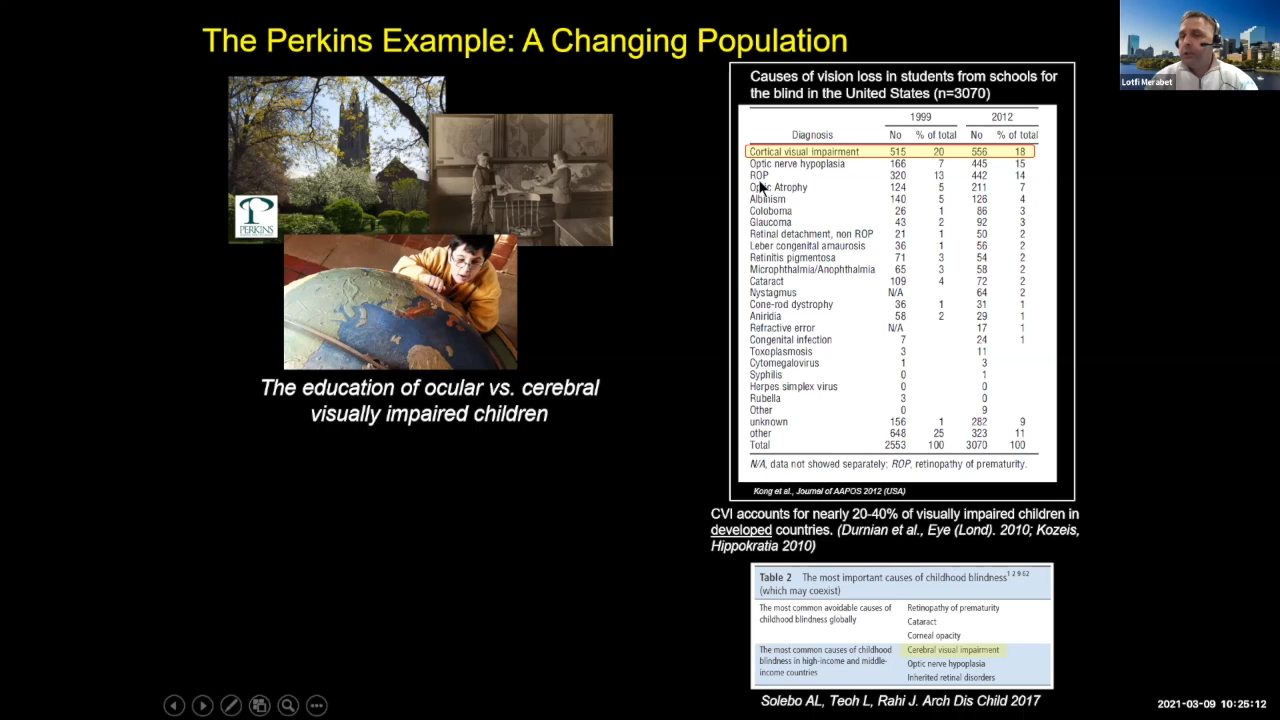 The Perkins Example: A Changing Population
PERKINS
The education of ocular vs. cerebral
visually impaired children
Causes of vision loss in students from schools for
the blind in the United States (n=3070)
1999 2012
Diagnosis No % of total No % of total
Cortical visual impairment 515 20 556 18
Optic nerve hypoplasia 166 7 445 15
ROP 320 13 442 14
Optic Atrophy 124 5 211 7
Albinism 140 5 126 4
Coloboma 26 1 86 3
Glaucoma 43 2 92 3
Retinal detachment, non ROP 21 1 50 2
Leber congenital amaurosis 36 1 56 2
Retinitis pigmentosa 71 3 54 2
Microphthalmia/Anophthalmia 65 3 58 2
Cataract 109 4 72 2
Nystagmus N/A 64 2
Cone-rod dystrophy 36 1 31 1
Aniridia 58 2 29 1
Refractive error N/A 17 1
Congenital infection 7 24 1
Toxoplasmosis 3 11
Cytomegalovirus 1 3
Syphilis 0 1
Herpes simplex virus 0 0
Rubella 3 0
Other 0 9
unknown 156 1 282 9
other 648 25 323 11
Total 2553 100 3070 100
N/A, data not showed separately; ROP, retinopathy of prematurity.
Kong et al., Journal of AAPOS 2012 (USA)
CVI accounts for nearly 20-40% of visually impaired children in
developed countries. (Durnian et al., Eye (Lond). 2010; Kozeis,
Hippokratia 2010)
Table 2 The most important causes of childhood blindness1 2 9 62
(which may coexist)
The most common avoidable causes of Retinopathy of prematurity
childhood blindness globally Cataract
Corneal opacity
The most common causes of childhood Cerebral visual impairment
blindness in high-income and middle- Optic nerve hypoplasia
income countries Inherited retinal disorders
Solebo AL, Teoh L, Rahi J. Arch Dis Child 2017
Lotfi Merabet
2021-03-09 10:25:12